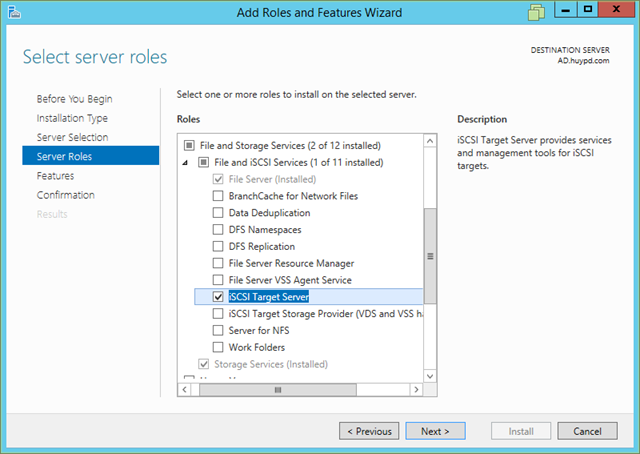 Add Roles and Features Wizard
Select server roles
DESTINATION SERVER
AD.huypd.com
Before You Begin
Installation Type
Server Selection
Server Roles
Features
Confirmation
Results
Select one or more roles to install on the selected server.
Roles
File and Storage Services (2 of 12 installed)
File and iSCSI Services (1 of 11 installed)
File Server (Installed)
BranchCache for Network Files
Data Deduplication
DFS Namespaces
DFS Replication
File Server Resource Manager
File Server VSS Agent Service
iSCSI Target Server
iSCSI Target Storage Provider (VDS and VSS ha
Server for NFS
Work Folders
Storage Services (Installed)
Description
iSCSI Target Server provides services
and management tools for iSCSI
targets.
< Previous
Next >
Install
Cancel